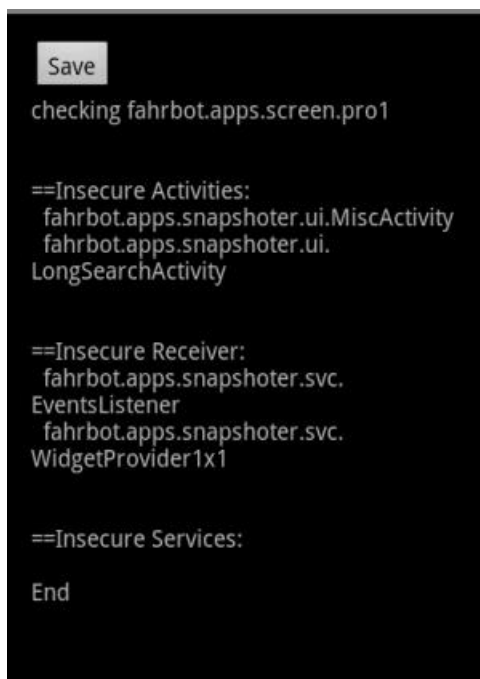 Save
checking fahrbot.apps.screen.pro1
==Insecure Activities:
fahrbot.apps.snapshoter.ui.MiscActivity
fahrbot.apps.snapshoter.ui.
LongSearchActivity
==Insecure Receiver:
fahrbot.apps.snapshoter.svc.
EventsListener
fahrbot.apps.snapshoter.svc.
WidgetProvider1x1
==Insecure Services:
End